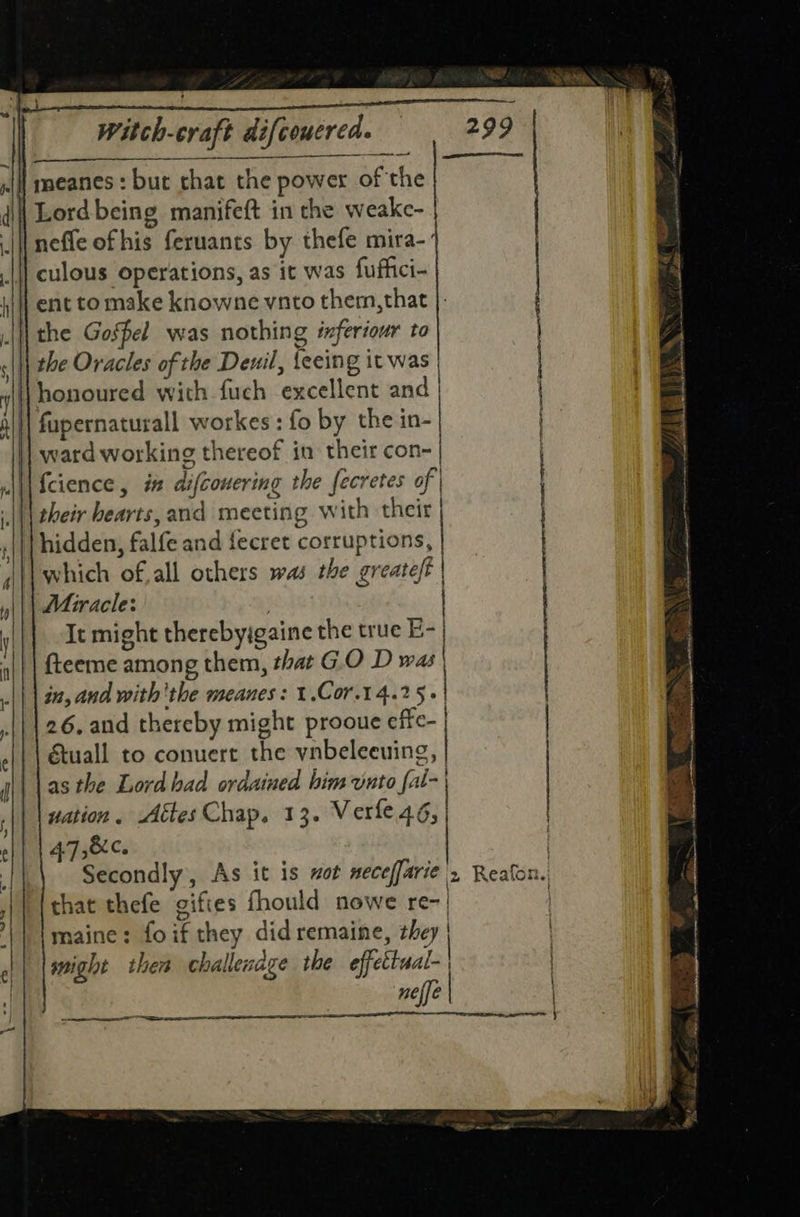 Witch-craft diſcouered. 299
meanes: but that the power of the
Lord being manifeſt in the weake-
neſſe of his ſeruants by theſe mira-
culous operations, as it was ſuffici-
ent to make knowne vnto them, that
the Goſpel was nothing inferiour to
the Oracles of the Deuil, ſeeing it was
honoured with ſuch excellent and
ſupernaturall workes: ſo by the in-
ward working thereof in their con-
ſcience, in diſcouering the ſecretes of
their hearts, and meeting with their
hidden, falſe and ſecret corruptions,
which of all others was the greateſt
Miracle:
It might thereby gaine the true E-
ſteeme among them, that GOD was
in, and with the meanes: 1.Cor.14.25.
26. and thereby might prooue effe-
ctuall to conuert the vnbeleeuing,
as the Lord had ordained him vnto ſal-
uation. Actes Chap. 13. Verſe 46,
47, &c.
Secondly, As it is not neceſſarie 2 Reaſon.
that theſe gifies ſhould nowe re-
maine: ſo if they did remaine, they
might then challendge the effectual-
neſſe